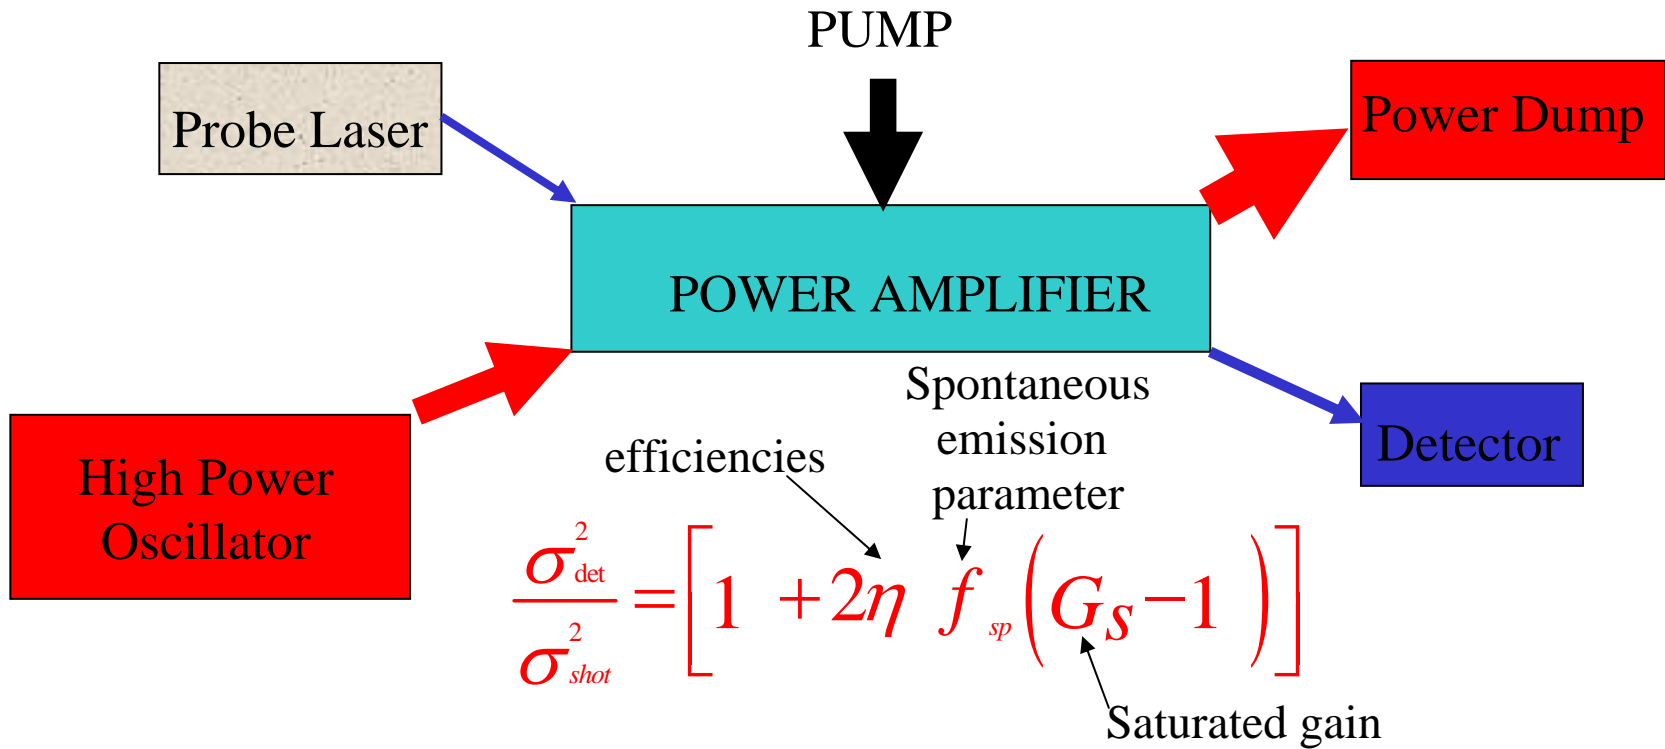 PUMP
Probe Laser
Power Dump
POWER AMPLIFIER
High Power
Oscillator
Detector
efficiencies
Spontaneous
emission
parameter
σ²det / σ²shot = [1 + 2η f sp (Gs − 1)]
Saturated gain